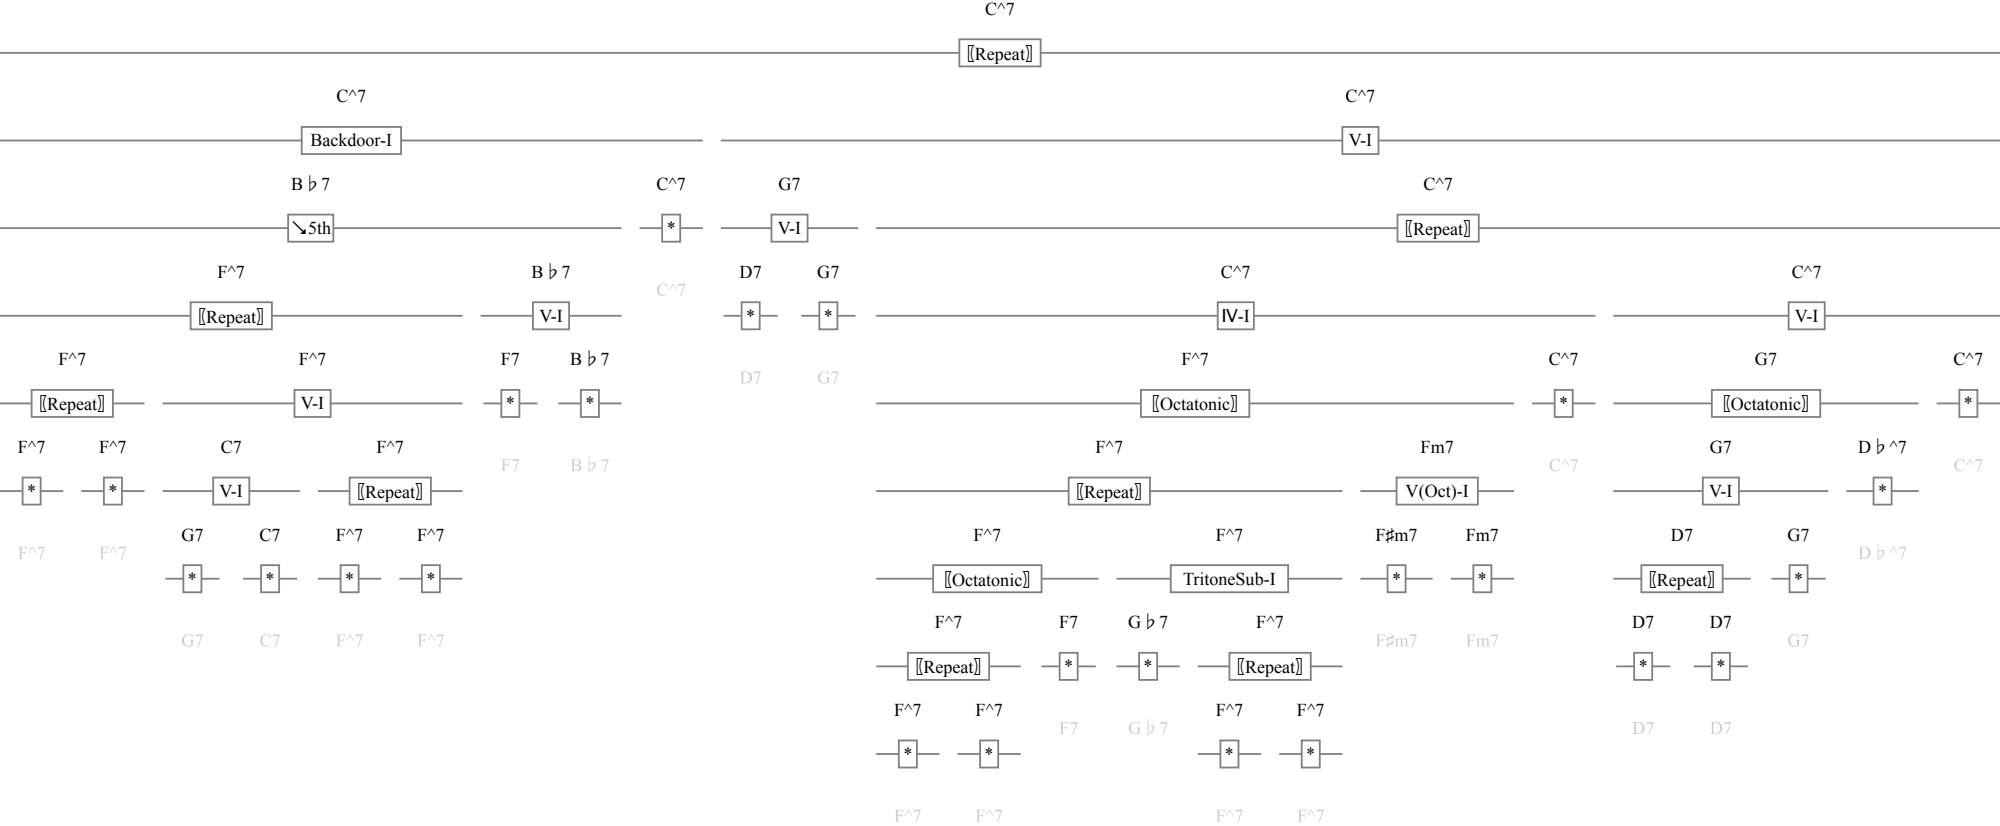 C^7
〚Repeat〛
C^7 C^7
Backdoor-I V-I
B♭7 C^7 G7 C^7
↘5th * V-I 〚Repeat〛
F^7 B♭7 C^7 D7 G7 C^7 C^7
〚Repeat〛 V-I * * Ⅳ-I V-I
F^7 F^7 F7 B♭7 D7 G7 F^7 C^7 G7 C^7
〚Repeat〛 V-I * * 〚Octatonic〛 * 〚Octatonic〛 *
F^7 F^7 C7 F^7 F7 B♭7 F^7 Fm7 C^7 G7 D♭^7 C^7
* * V-I 〚Repeat〛 〚Repeat〛 V(Oct)-I V-I *
F^7 F^7 G7 C7 F^7 F^7 F^7 F^7 F♯m7 Fm7 D7 G7 D♭^7
* * * * 〚Octatonic〛 TritoneSub-I * * 〚Repeat〛 *
G7 C7 F^7 F^7 F^7 F7 G♭7 F^7 F♯m7 Fm7 D7 D7 G7
〚Repeat〛 * * 〚Repeat〛 * *
F^7 F^7 F7 G♭7 F^7 F^7 D7 D7
* * * *
F^7 F^7 F^7 F^7